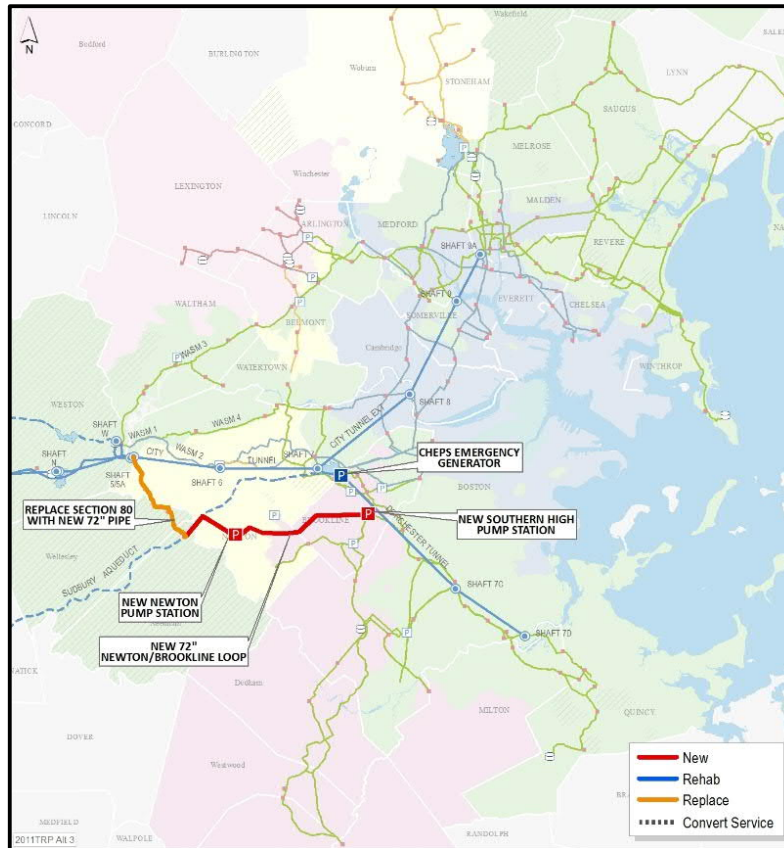 N
Bedford
BURLINGTON
Woburn
STONEHAM
Wakefield
LYNN
SAUGUS
CONCORD
MELROSE
LEXINGTON
Winchester
ARLINGTON
MEDFORD
MALDEN
LINCOLN
REVERE
SHAFT 9A
P
WALTHAM
BELMONT
SHAFT 9
SOMERVILLE
EVERETT
CHELSEA
Cambridge
WINTHROP
WASM 3
WATERTOWN
WESTON
SHAFT 8
SHAFT W
WASM 1
WASM 4
CITY TUNNEL EXT
CITY
WASM 2
TUNNEL
SHAFT 7
SHAFT N
SHAFT 5/5A
SHAFT 6
CHEPS EMERGENCY
GENERATOR
BOSTON
REPLACE SECTION 80
WITH NEW 72" PIPE
BROOKLINE
NEW SOUTHERN HIGH
PUMP STATION
DORCHESTER TUNNEL
Wellesley
SUDBURY AQUEDUCT
NEW NEWTON
PUMP STATION
SHAFT 7C
NEW 72"
NEWTON/BROOKLINE LOOP
SHAFT 7D
NATICK
Dedham
MILTON
QUINCY
DOVER
Westwood
New
Rehab
Replace
Convert Service
MEDFIELD
WALPOLE
RANDOLPH
2011TRP Alt 3